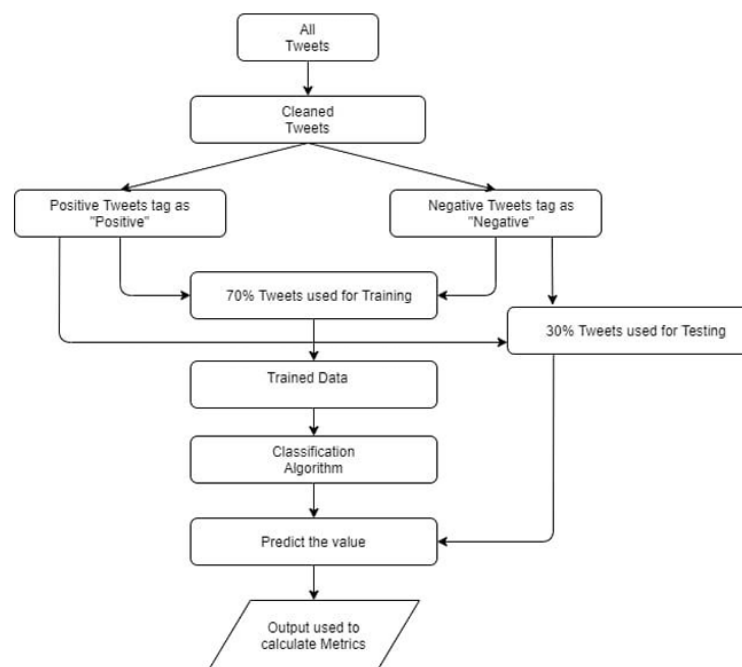 All
Tweets
Cleaned
Tweets
Positive Tweets tag as
"Positive"
Negative Tweets tag as
"Negative"
70% Tweets used for Training
30% Tweets used for Testing
Trained Data
Classification
Algorithm
Predict the value
Output used to
calculate Metrics